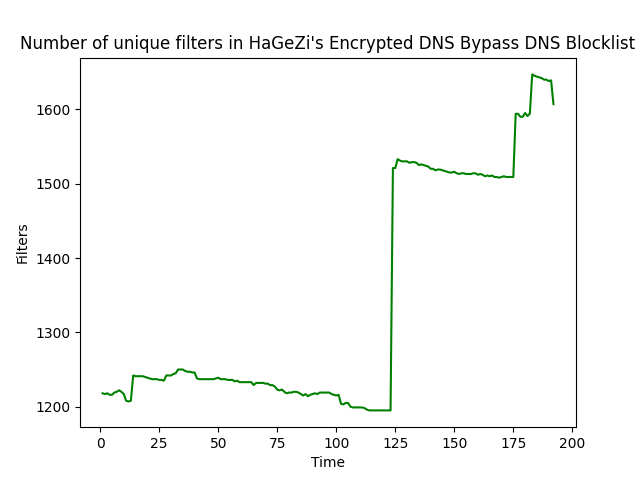 Number of unique filters in HaGeZi's Encrypted DNS Bypass DNS Blocklist
Filters
1600
1500
1400
1300
1200
0 25 50 75 100 125 150 175 200
Time